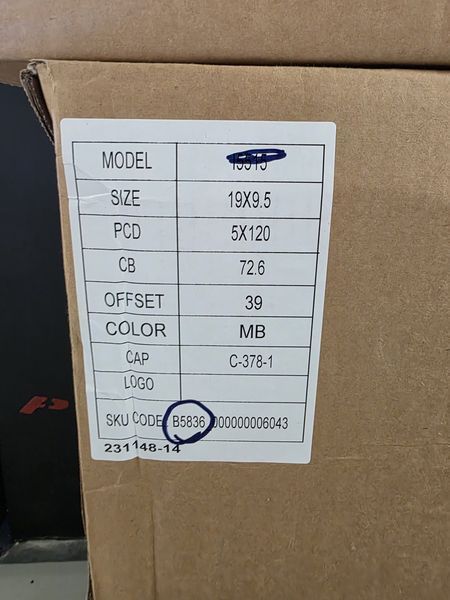 MODEL I5515
SIZE 19X9.5
PCD 5X120
CB 72.6
OFFSET 39
COLOR MB
CAP C-378-1
LOGO
SKU CODE B5836 000000006043
231148-14